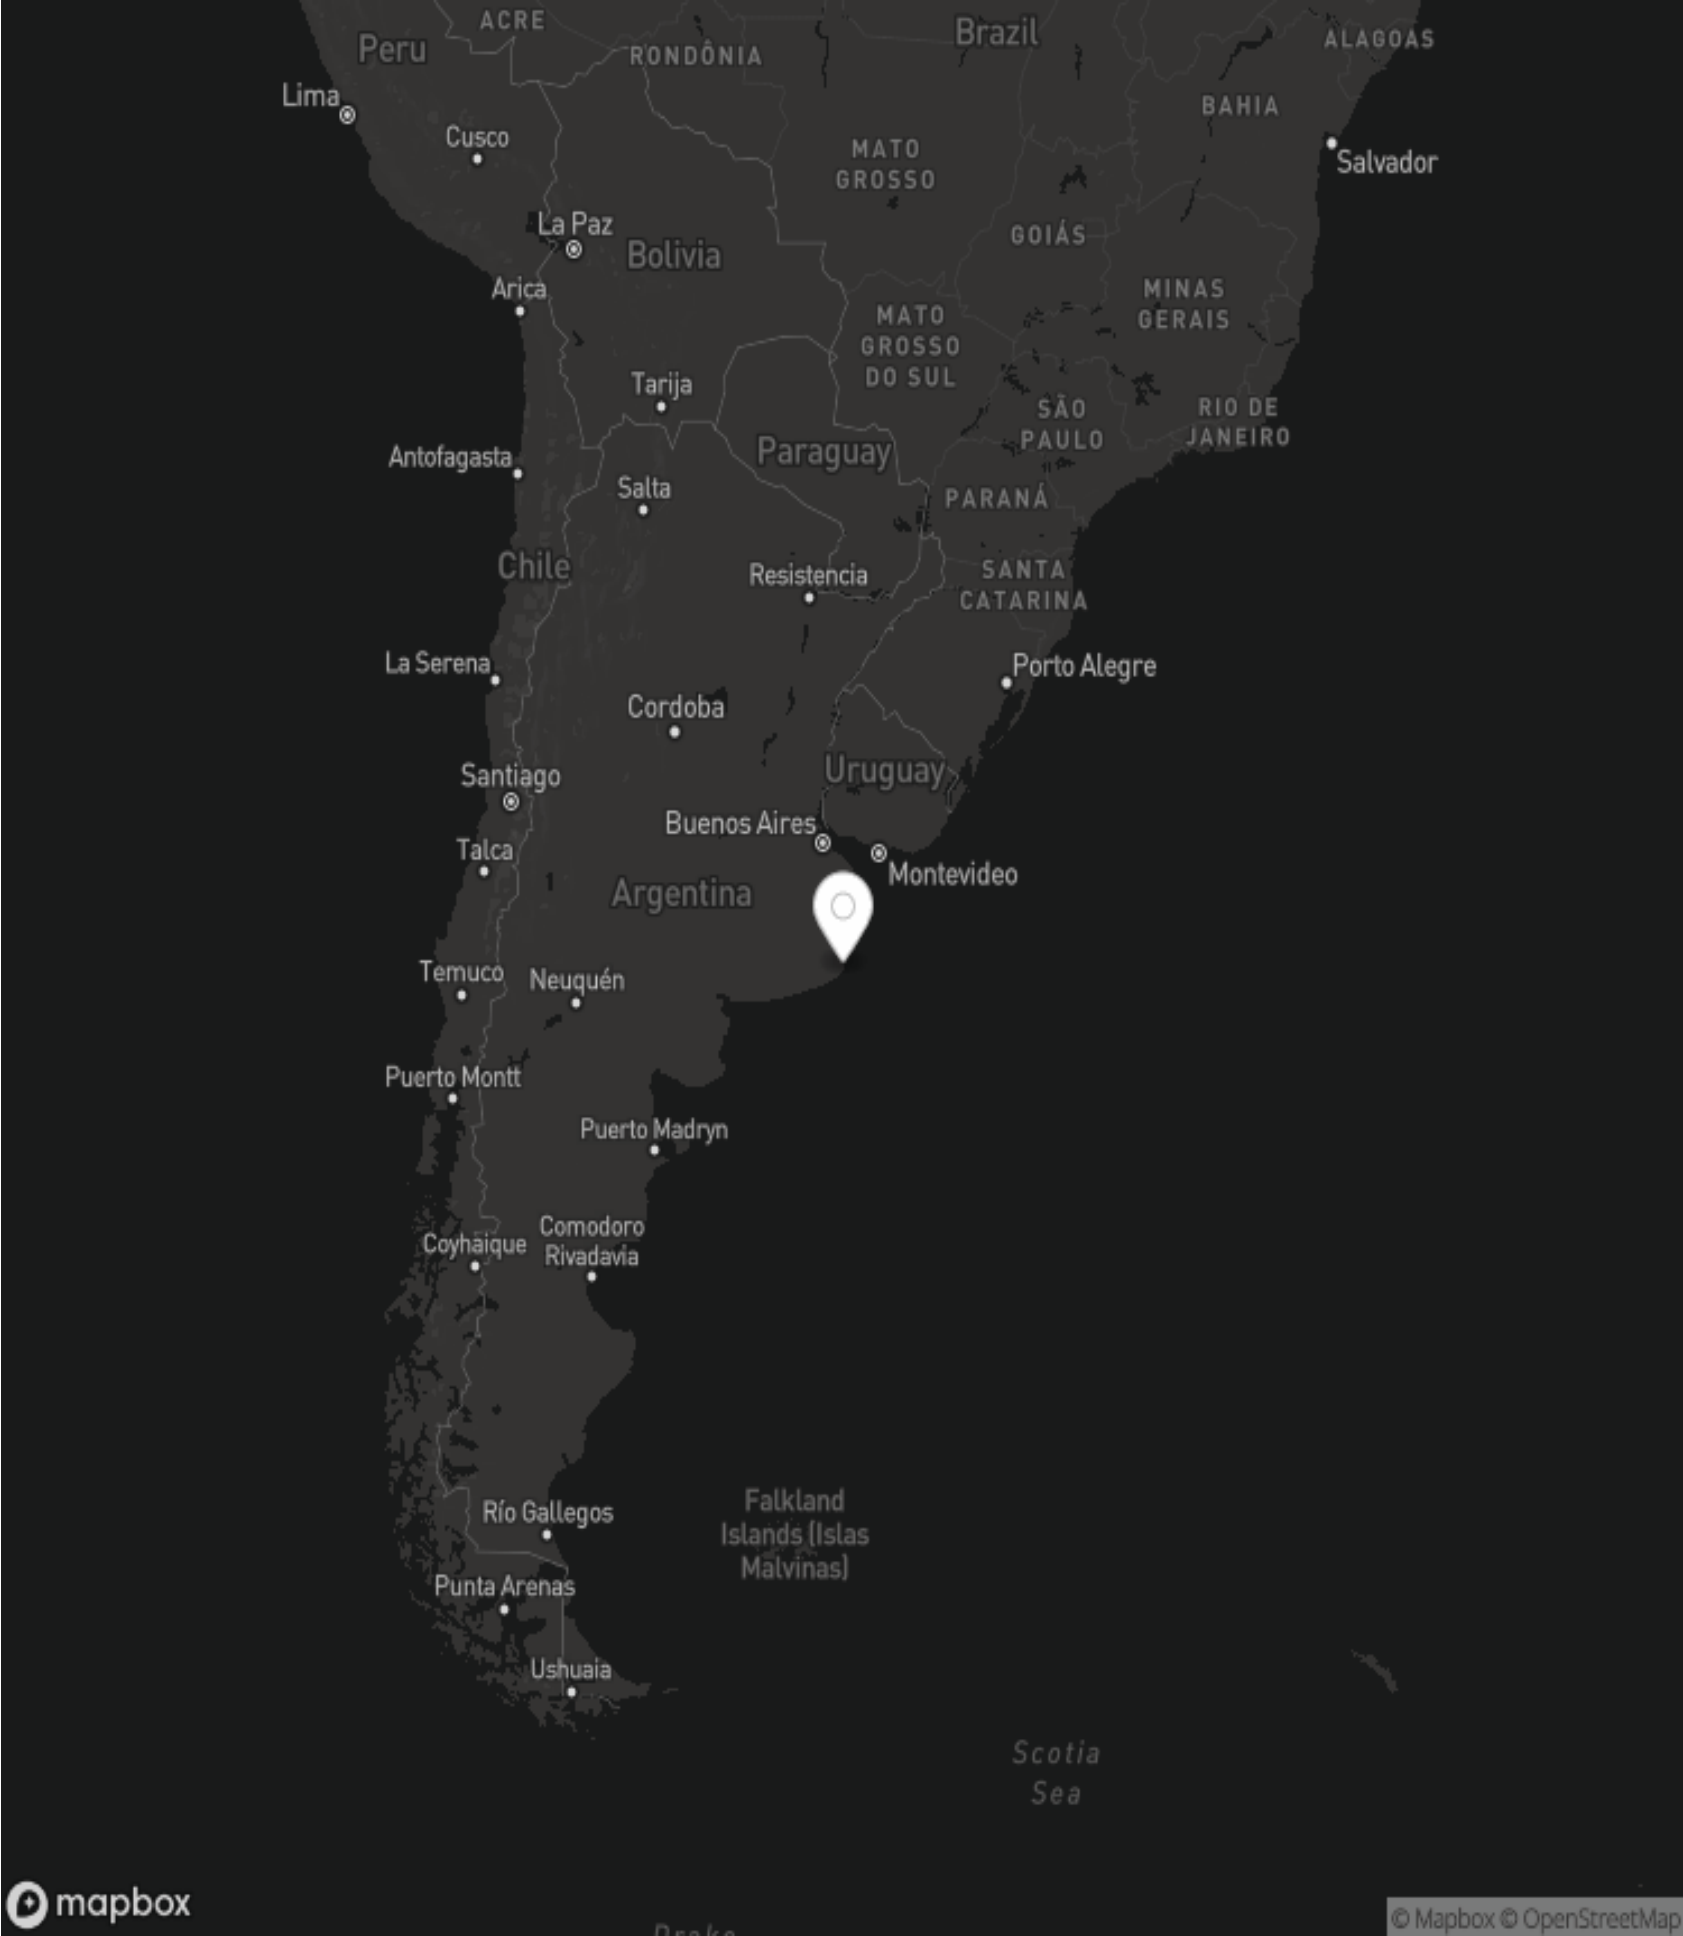 ACRE
Peru
RONDÔNIA
Brazil
ALAGOAS
Lima
Cusco
BAHIA
MATO
GROSSO
Salvador
La Paz
Bolivia
GOIÁS
Arica
MINAS
GERAIS
MATO
GROSSO
DO SUL
Tarija
SÃO
PAULO
RIO DE
JANEIRO
Antofagasta
Paraguay
Salta
PARANÁ
Chile
Resistencia
SANTA
CATARINA
La Serena
Porto Alegre
Cordoba
Santiago
Uruguay
Buenos Aires
Talca
Montevideo
Argentina
Temuco
Neuquén
Puerto Montt
Puerto Madryn
Coyhaique
Comodoro
Rivadavia
Falkland
Islands (Islas
Malvinas)
Río Gallegos
Punta Arenas
Ushuaia
Scotia
Sea
mapbox
© Mapbox © OpenStreetMap